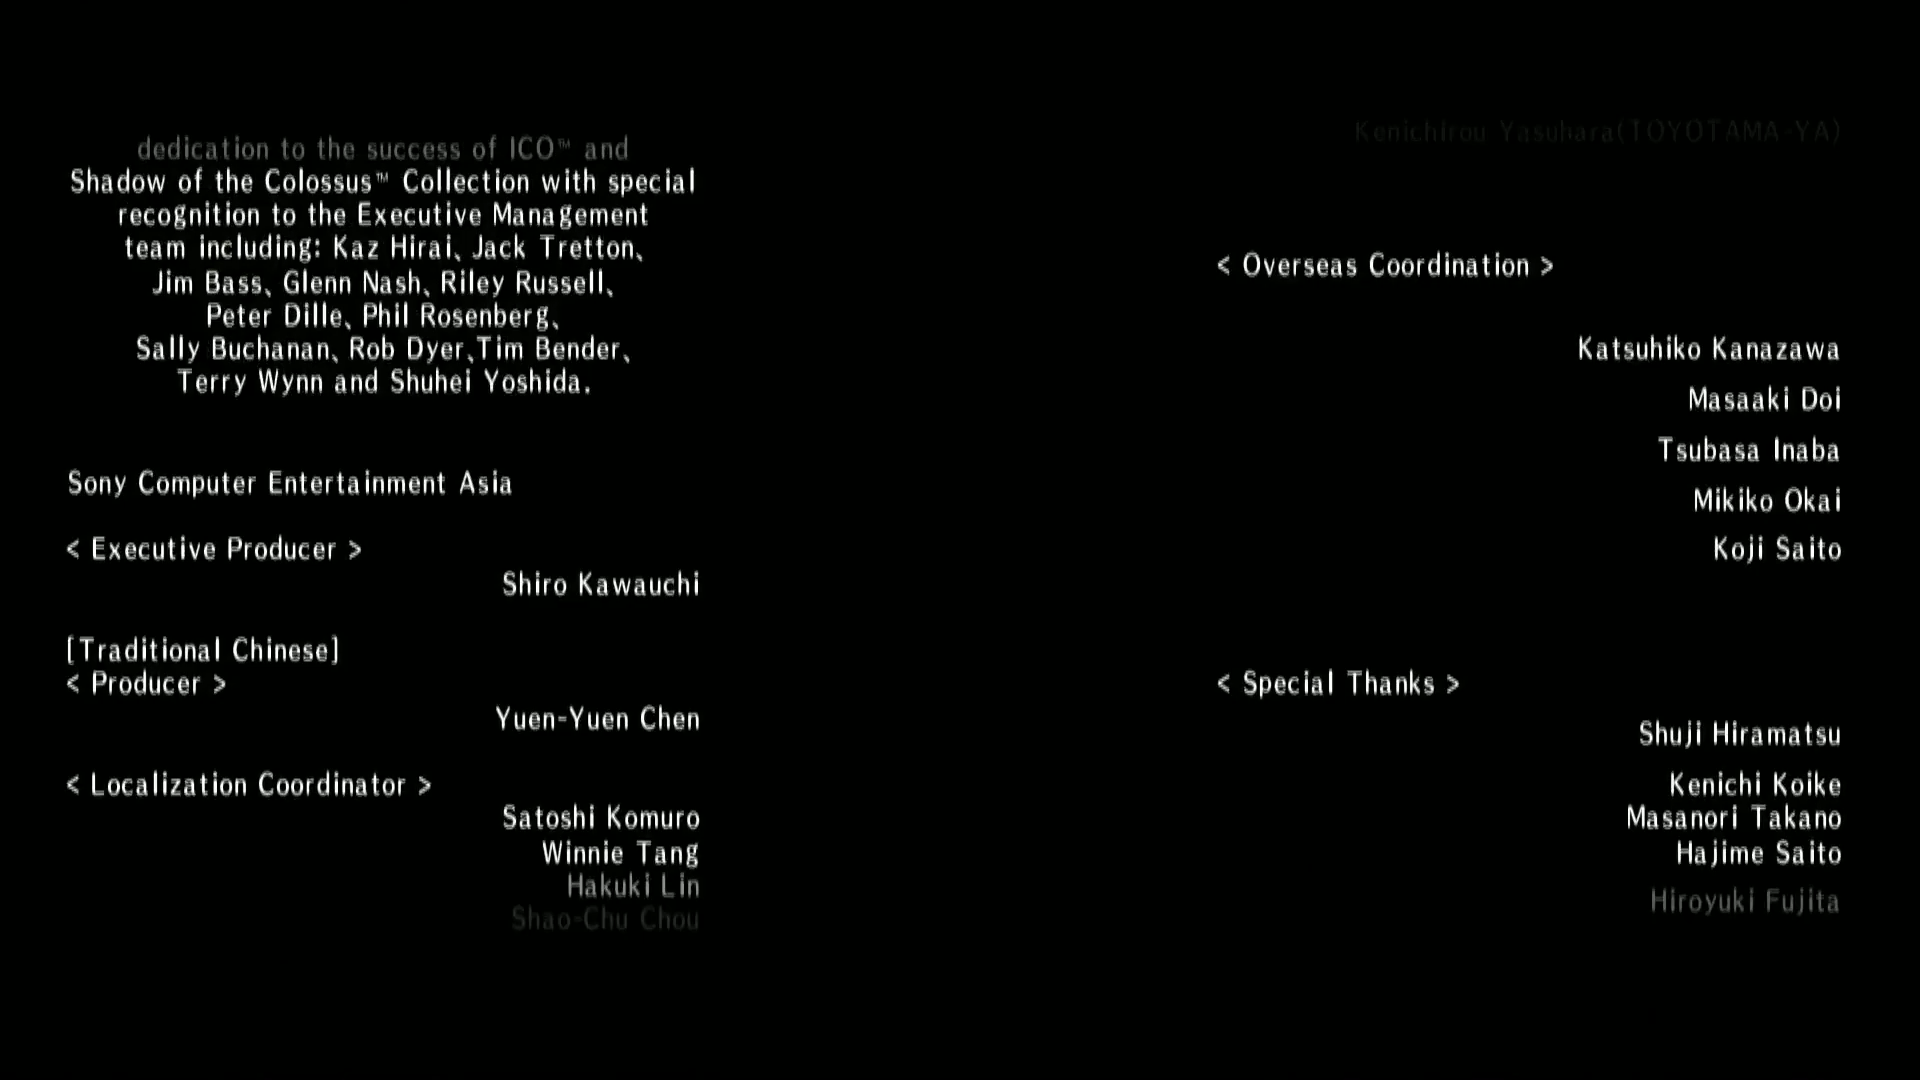 dedication to the success of ICO™ and
Shadow of the Colossus™ Collection with special
recognition to the Executive Management
team including: Kaz Hirai、Jack Tretton、
Jim Bass、Glenn Nash、Riley Russell、
Peter Dille、Phil Rosenberg、
Sally Buchanan、Rob Dyer、Tim Bender、
Terry Wynn and Shuhei Yoshida.
Sony Computer Entertainment Asia
< Executive Producer >
Shiro Kawauchi
[Traditional Chinese]
< Producer >
Yuen-Yuen Chen
< Localization Coordinator >
Satoshi Komuro
Winnie Tang
Hakuki Lin
Shao-Chu Chou
Kenichirou Yasuhara(TOYOTAMA-YA)
< Overseas Coordination >
Katsuhiko Kanazawa
Masaaki Doi
Tsubasa Inaba
Mikiko Okai
Koji Saito
< Special Thanks >
Shuji Hiramatsu
Kenichi Koike
Masanori Takano
Hajime Saito
Hiroyuki Fujita